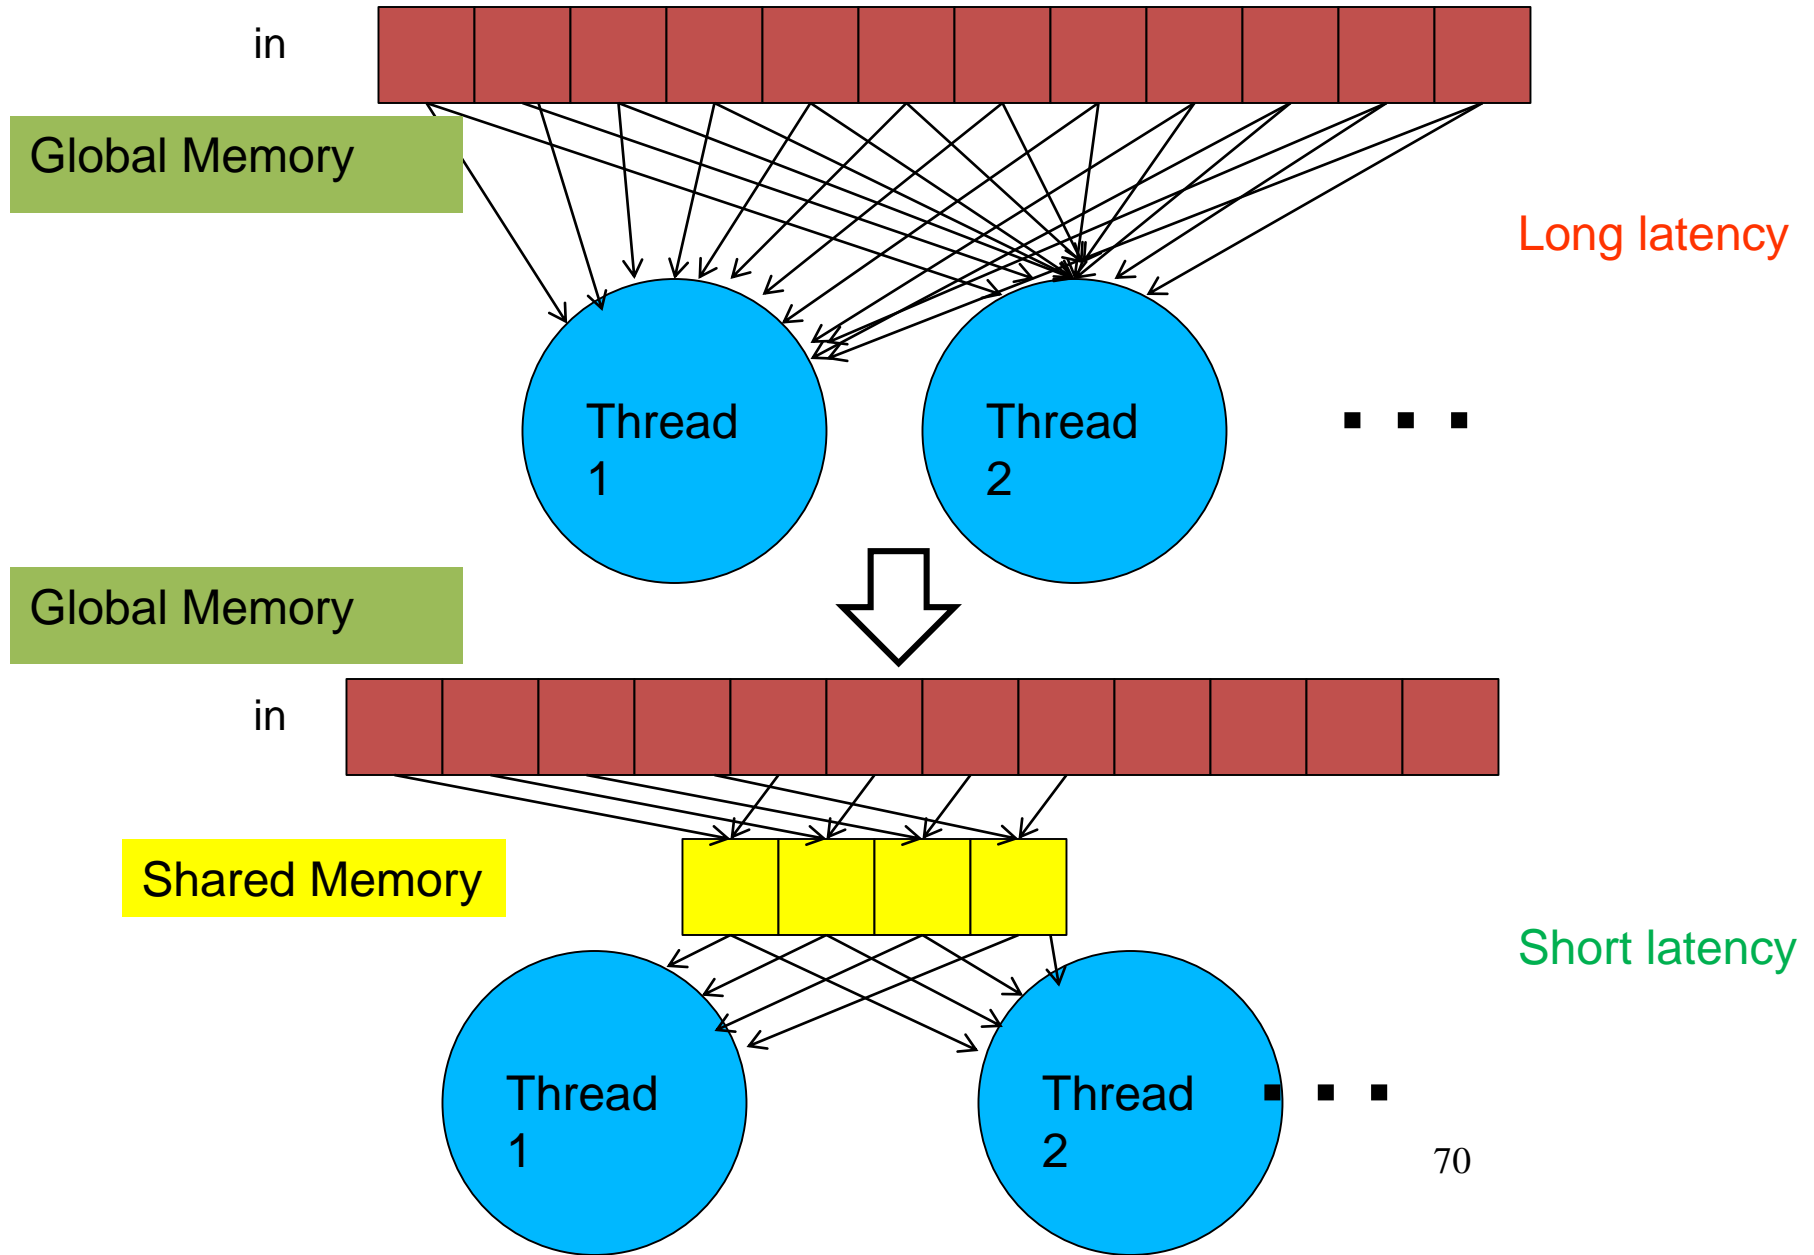 in
Global Memory
Long latency
Thread
1
Thread
2
Global Memory
in
Shared Memory
Short latency
Thread
1
Thread
2
70